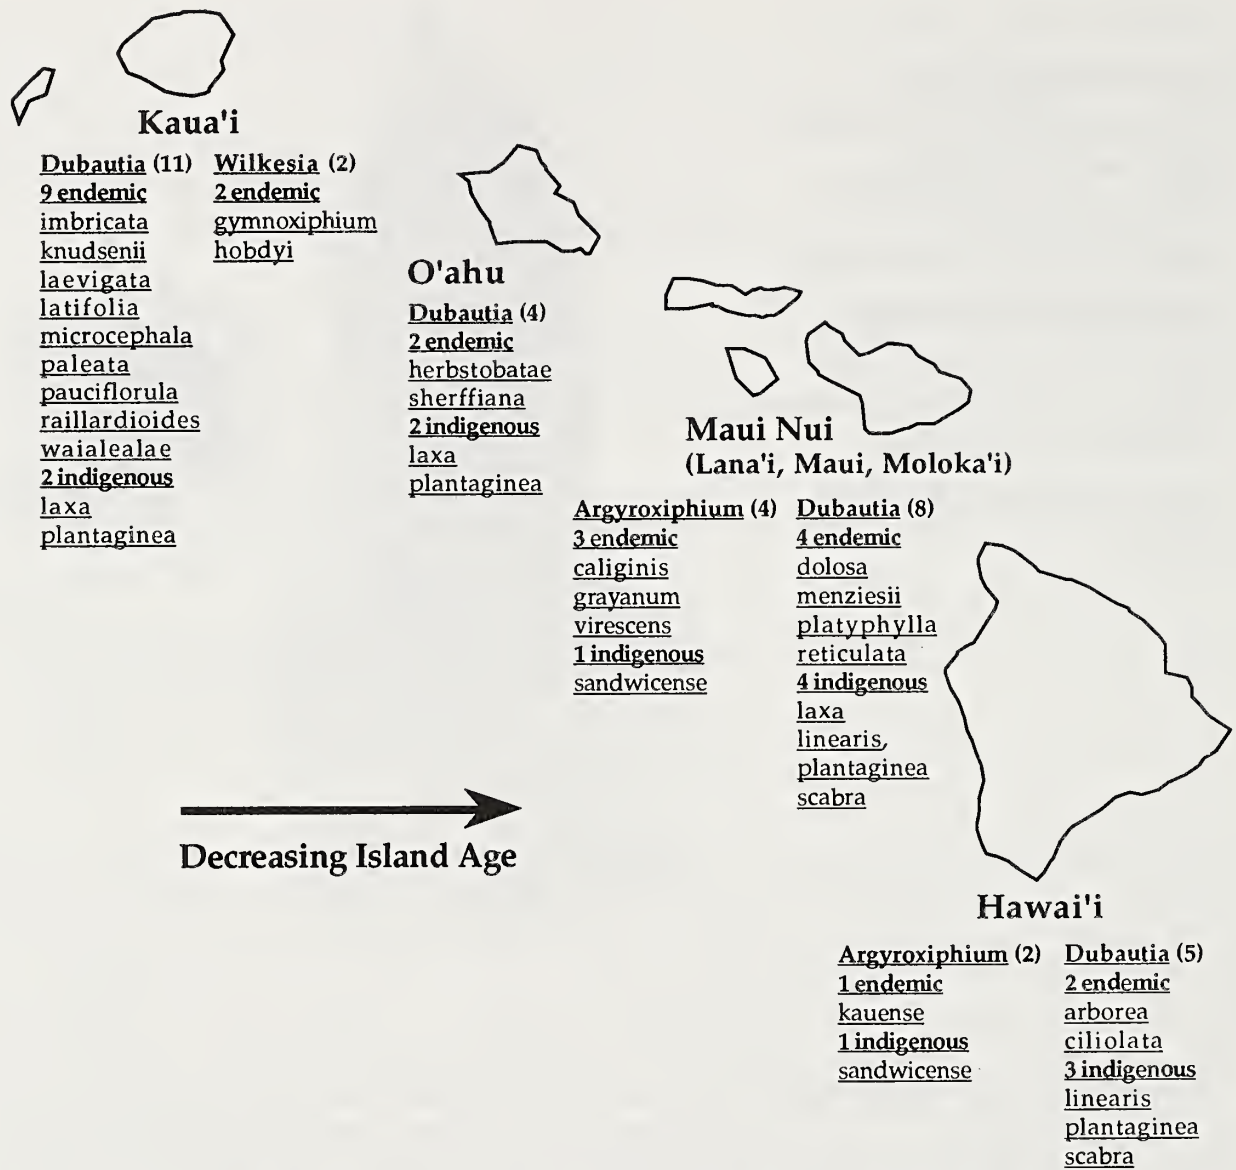 Kaua'i
Dubautia (11)
9 endemic
imbricata
knudsenii
laevigata
latifolia
microcephala
paleata
pauciflorula
raillardioides
waialealae
2 indigenous
laxa
plantaginea
Wilkesia (2)
2 endemic
gymnoxiphium
hobdyi
O'ahu
Dubautia (4)
2 endemic
herbstobatae
sherffiana
2 indigenous
laxa
plantaginea
Maui Nui
(Lana'i, Maui, Moloka'i)
Argyroxiphium (4)
3 endemic
caliginis
grayanum
virescens
1 indigenous
sandwicense
Dubautia (8)
4 endemic
dolosa
menziesii
platyphylla
reticulata
4 indigenous
laxa
linearis,
plantaginea
scabra
Decreasing Island Age
Hawai'i
Argyroxiphium (2)
1 endemic
kauense
1 indigenous
sandwicense
Dubautia (5)
2 endemic
arborea
ciliolata
3 indigenous
linearis
plantaginea
scabra